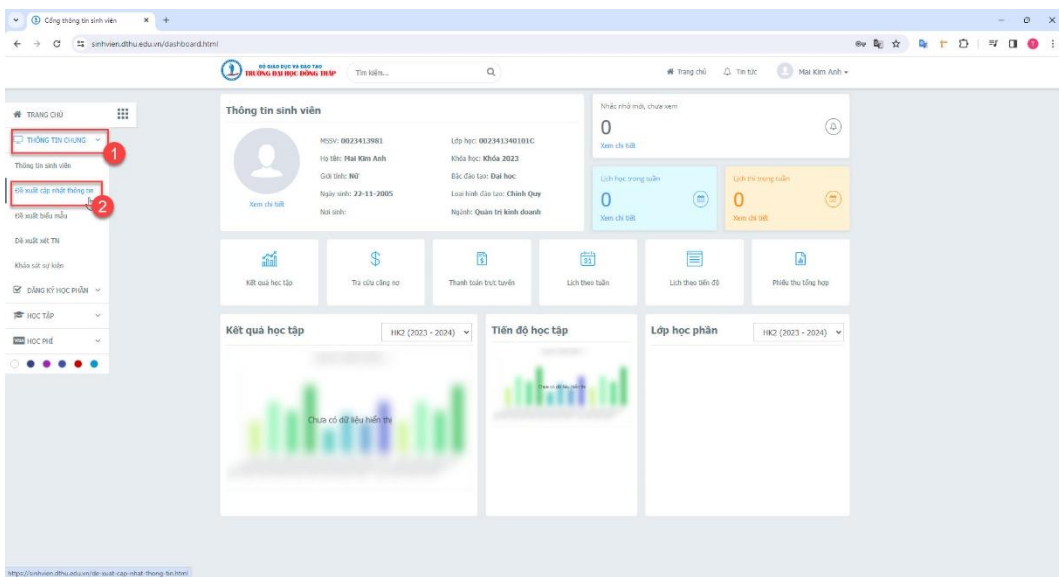 Cổng thông tin sinh viên
sinhvien.dthu.edu.vn/dashboard.html
BỘ GIÁO DỤC VÀ ĐÀO TẠO
TRƯỜNG ĐẠI HỌC ĐỒNG THÁP
Tìm kiếm...
Trang chủ
Tin tức
Mai Kim Anh
TRANG CHỦ
THÔNG TIN CHUNG
1
Thông tin sinh viên
Đề xuất cập nhật thông tin
2
Đề xuất biểu mẫu
Đề xuất xét TN
Khảo sát sự kiện
ĐĂNG KÝ HỌC PHẦN
HỌC TẬP
HỌC PHÍ
Thông tin sinh viên
MSSV: 0023413981
Lớp học: 002341340101C
Họ tên: Mai Kim Anh
Khóa học: Khóa 2023
Giới tính: Nữ
Bậc đào tạo: Đại học
Ngày sinh: 22-11-2005
Loại hình đào tạo: Chính Quy
Nơi sinh:
Ngành: Quản trị kinh doanh
Xem chi tiết
Nhắc nhở mới, chưa xem
0
Xem chi tiết
Lịch học trong tuần
0
Xem chi tiết
Lịch thi trong tuần
0
Xem chi tiết
Kết quả học tập
Tra cứu công nợ
Thanh toán trực tuyến
31
Lịch theo tuần
Lịch theo tiến độ
Phiếu thu tổng hợp
Kết quả học tập
HK2 (2023 - 2024)
Chưa có dữ liệu hiển thị
Tiến độ học tập
Chưa có dữ liệu hiển thị
Lớp học phần
HK2 (2023 - 2024)
https://sinhvien.dthu.edu.vn/de-xuat-cap-nhat-thong-tin.html